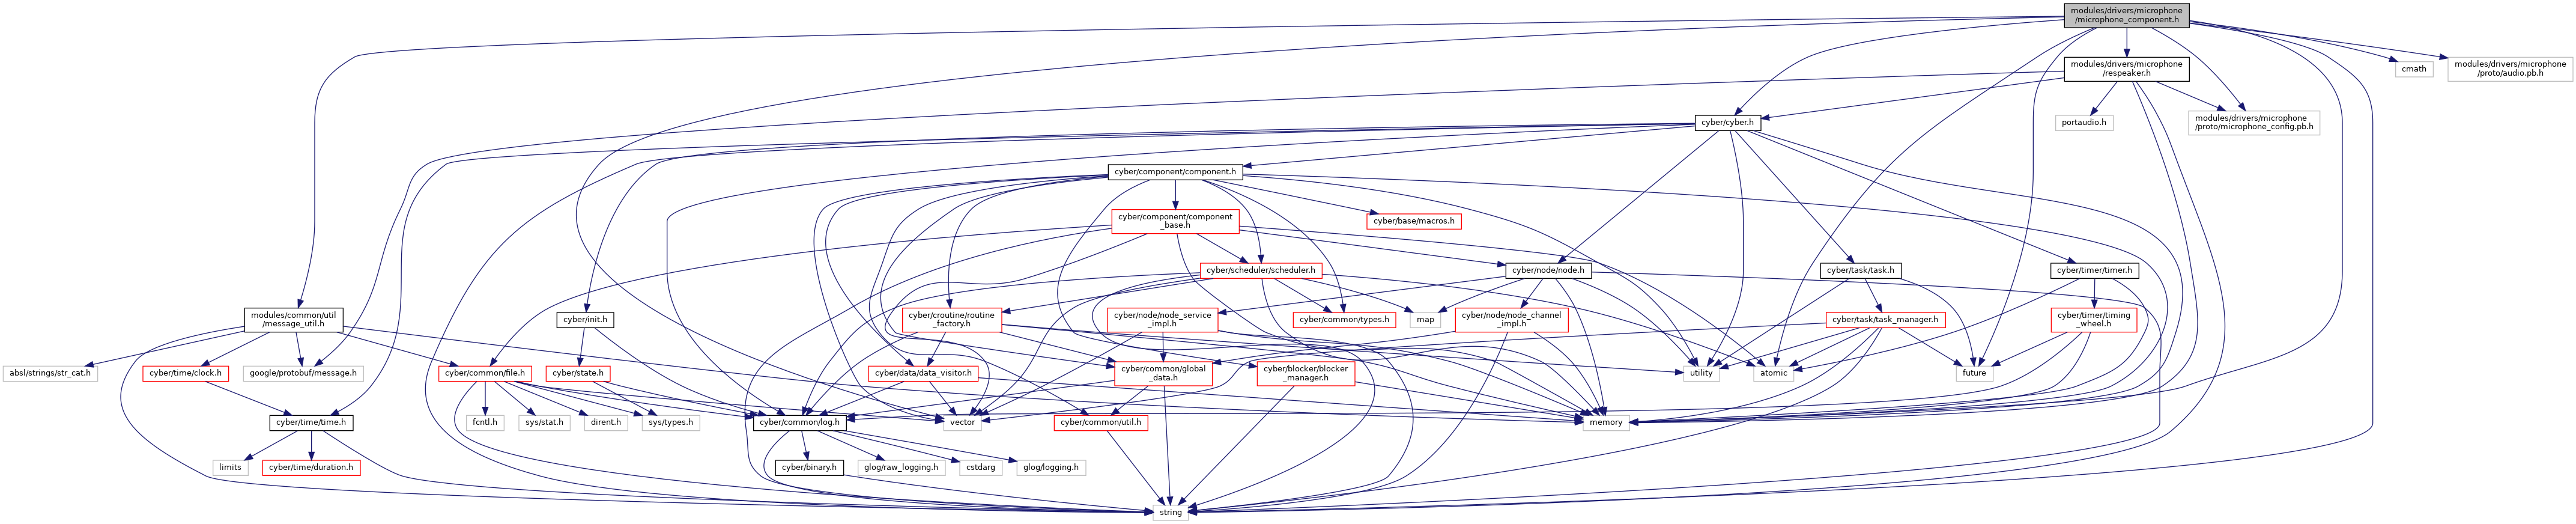 modules/drivers/microphone
/microphone_component.h
modules/drivers/microphone
/respeaker.h
cmath
modules/drivers/microphone
/proto/audio.pb.h
cyber/cyber.h
portaudio.h
modules/drivers/microphone
/proto/microphone_config.pb.h
cyber/component/component.h
cyber/component/component
_base.h
cyber/base/macros.h
cyber/scheduler/scheduler.h
cyber/node/node.h
cyber/task/task.h
cyber/timer/timer.h
modules/common/util
/message_util.h
cyber/init.h
cyber/croutine/routine
_factory.h
cyber/node/node_service
_impl.h
cyber/common/types.h
map
cyber/node/node_channel
_impl.h
cyber/task/task_manager.h
cyber/timer/timing
_wheel.h
absl/strings/str_cat.h
cyber/time/clock.h
google/protobuf/message.h
cyber/common/file.h
cyber/state.h
cyber/data/data_visitor.h
cyber/common/global
_data.h
cyber/blocker/blocker
_manager.h
utility
atomic
future
cyber/time/time.h
fcntl.h
sys/stat.h
dirent.h
sys/types.h
cyber/common/log.h
vector
cyber/common/util.h
memory
limits
cyber/time/duration.h
cyber/binary.h
glog/raw_logging.h
cstdarg
glog/logging.h
string